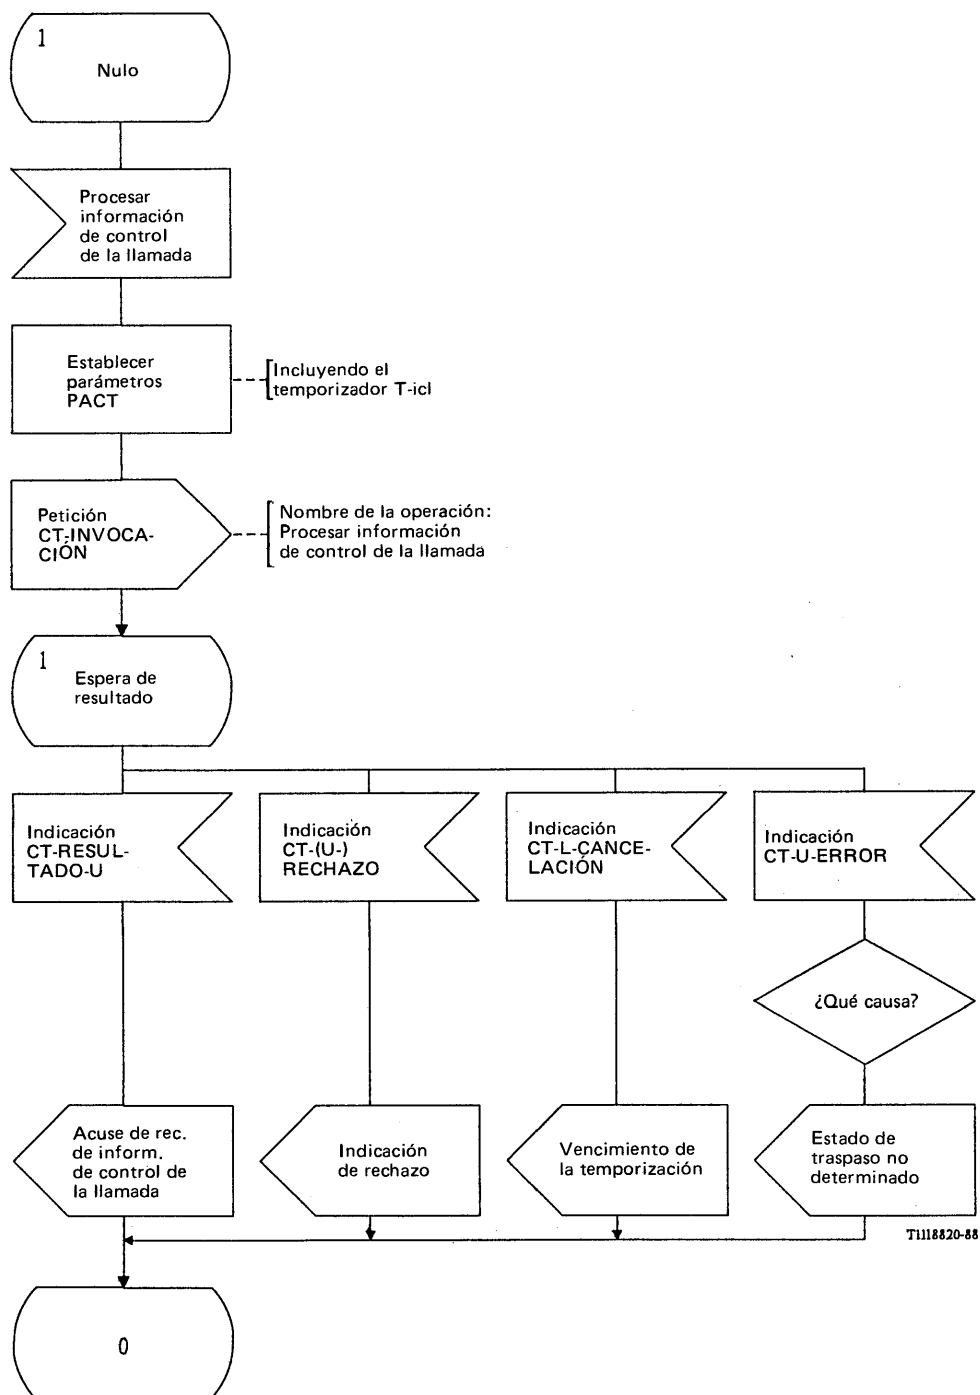 1
Nulo
Procesar
información
de control
de la llamada
Establecer
parámetros
PACT
Incluyendo el
temporizador T-icl
Petición
CT-INVOCA-
CIÓN
Nombre de la operación:
Procesar información
de control de la llamada
1
Espera de
resultado
Indicación
CT-RESUL-
TADO-U
Indicación
CT-(U-)
RECHAZO
Indicación
CT-L-CANCE-
LACIÓN
Indicación
CT-U-ERROR
¿Qué causa?
Acuse de rec.
de inform.
de control de
la llamada
Indicación
de rechazo
Vencimiento de
la temporización
Estado de
traspaso no
determinado
T1118820-88
0